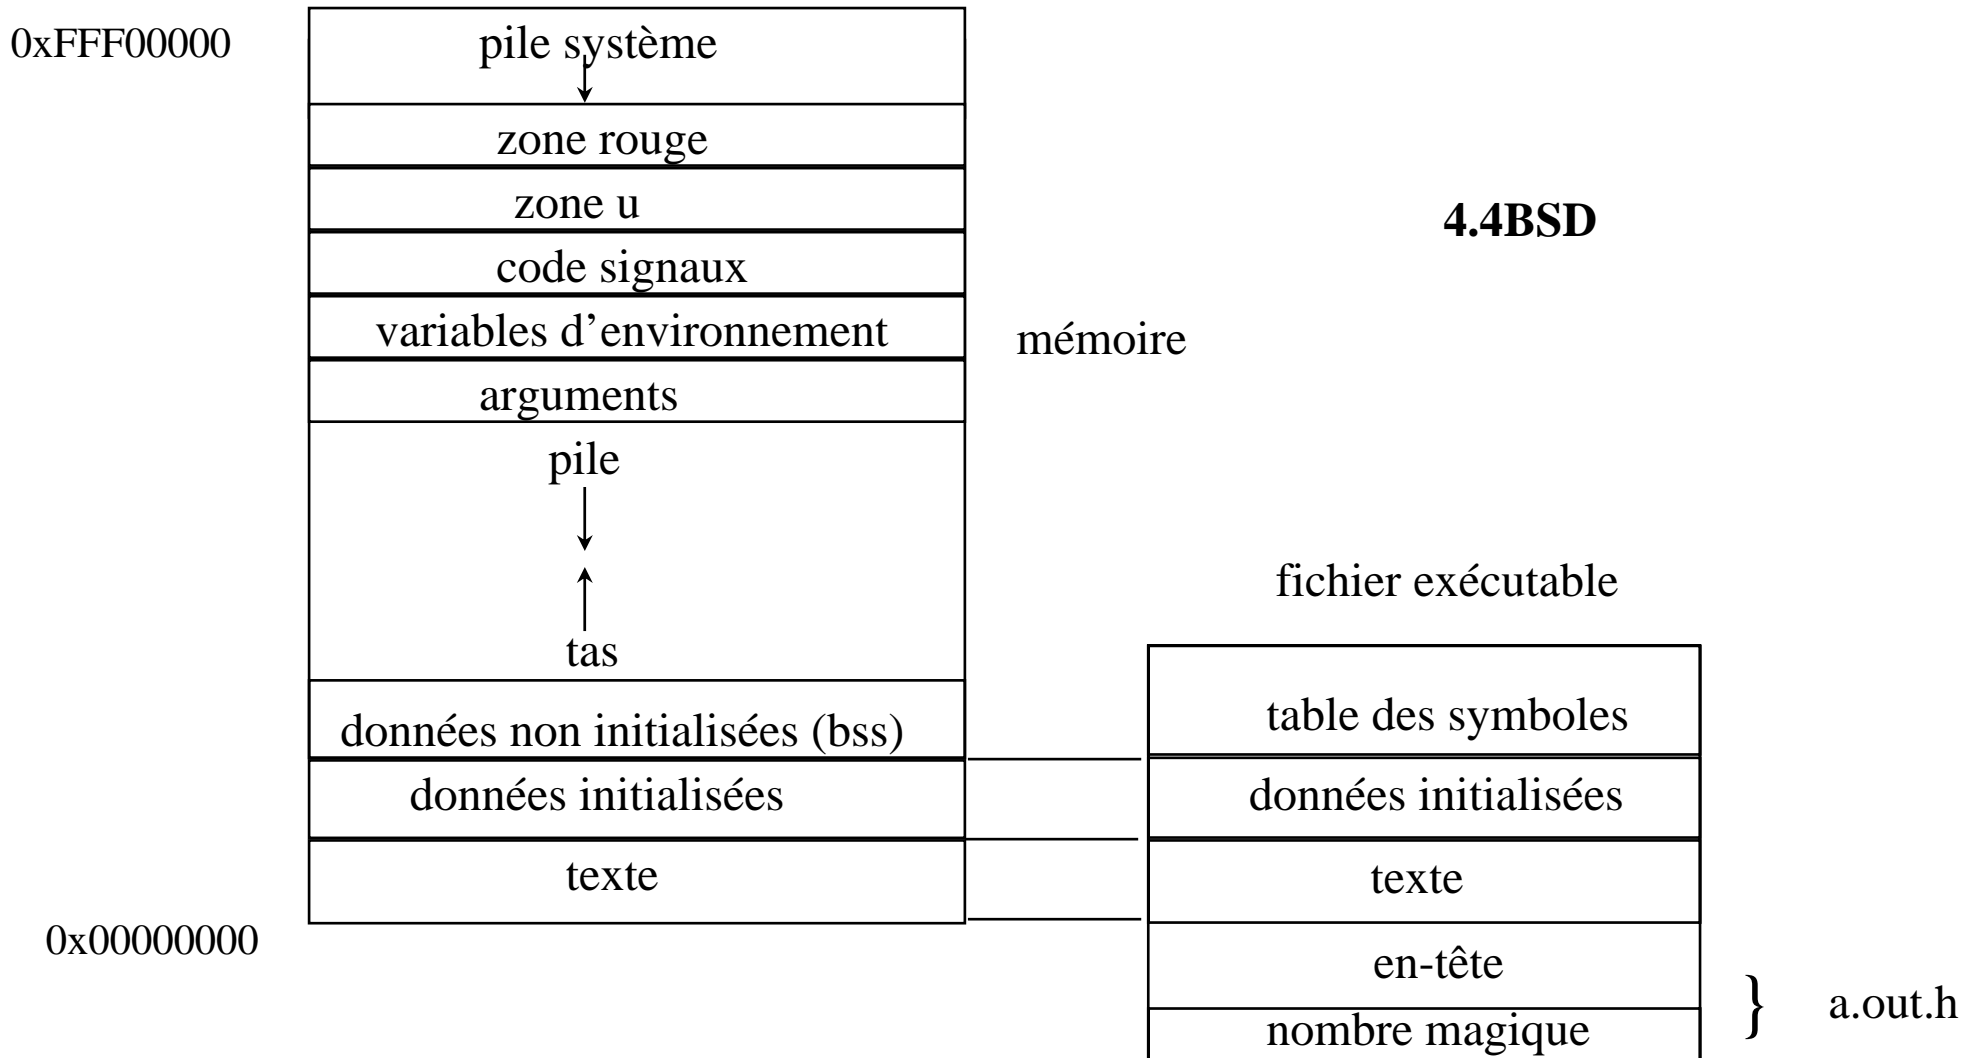 0xFFF00000
pile système
zone rouge
zone u
4.4BSD
code signaux
variables d’environnement
mémoire
arguments
pile
fichier exécutable
tas
table des symboles
données non initialisées (bss)
données initialisées
données initialisées
texte
texte
0x00000000
en-tête
} a.out.h
nombre magique